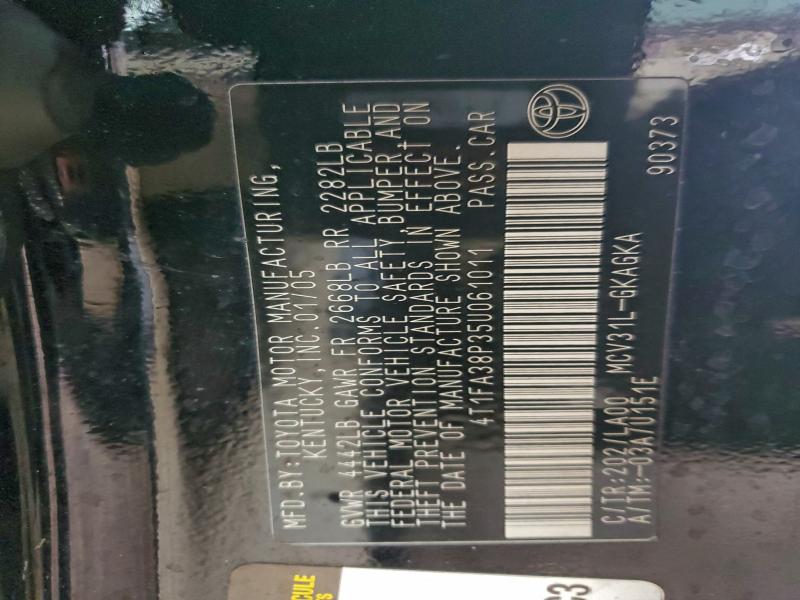 MFD.BY:TOYOTA MOTOR MANUFACTURING,
KENTUCKY INC.01/05
GVWR 4442LB GAWR FR 2668LB RR 2282LB
THIS VEHICLE CONFORMS TO ALL APPLICABLE
FEDERAL MOTOR VEHICLE SAFETY, BUMPER, AND
THEFT PREVENTION STANDARDS IN EFFECT ON
THE DATE OF MANUFACTURE SHOWN ABOVE.
4T1FA38P35U061011 PASS.CAR
C/TR:202/LA00 MCV31L-GKAGKA
A/TM:-03A/U151E 90373